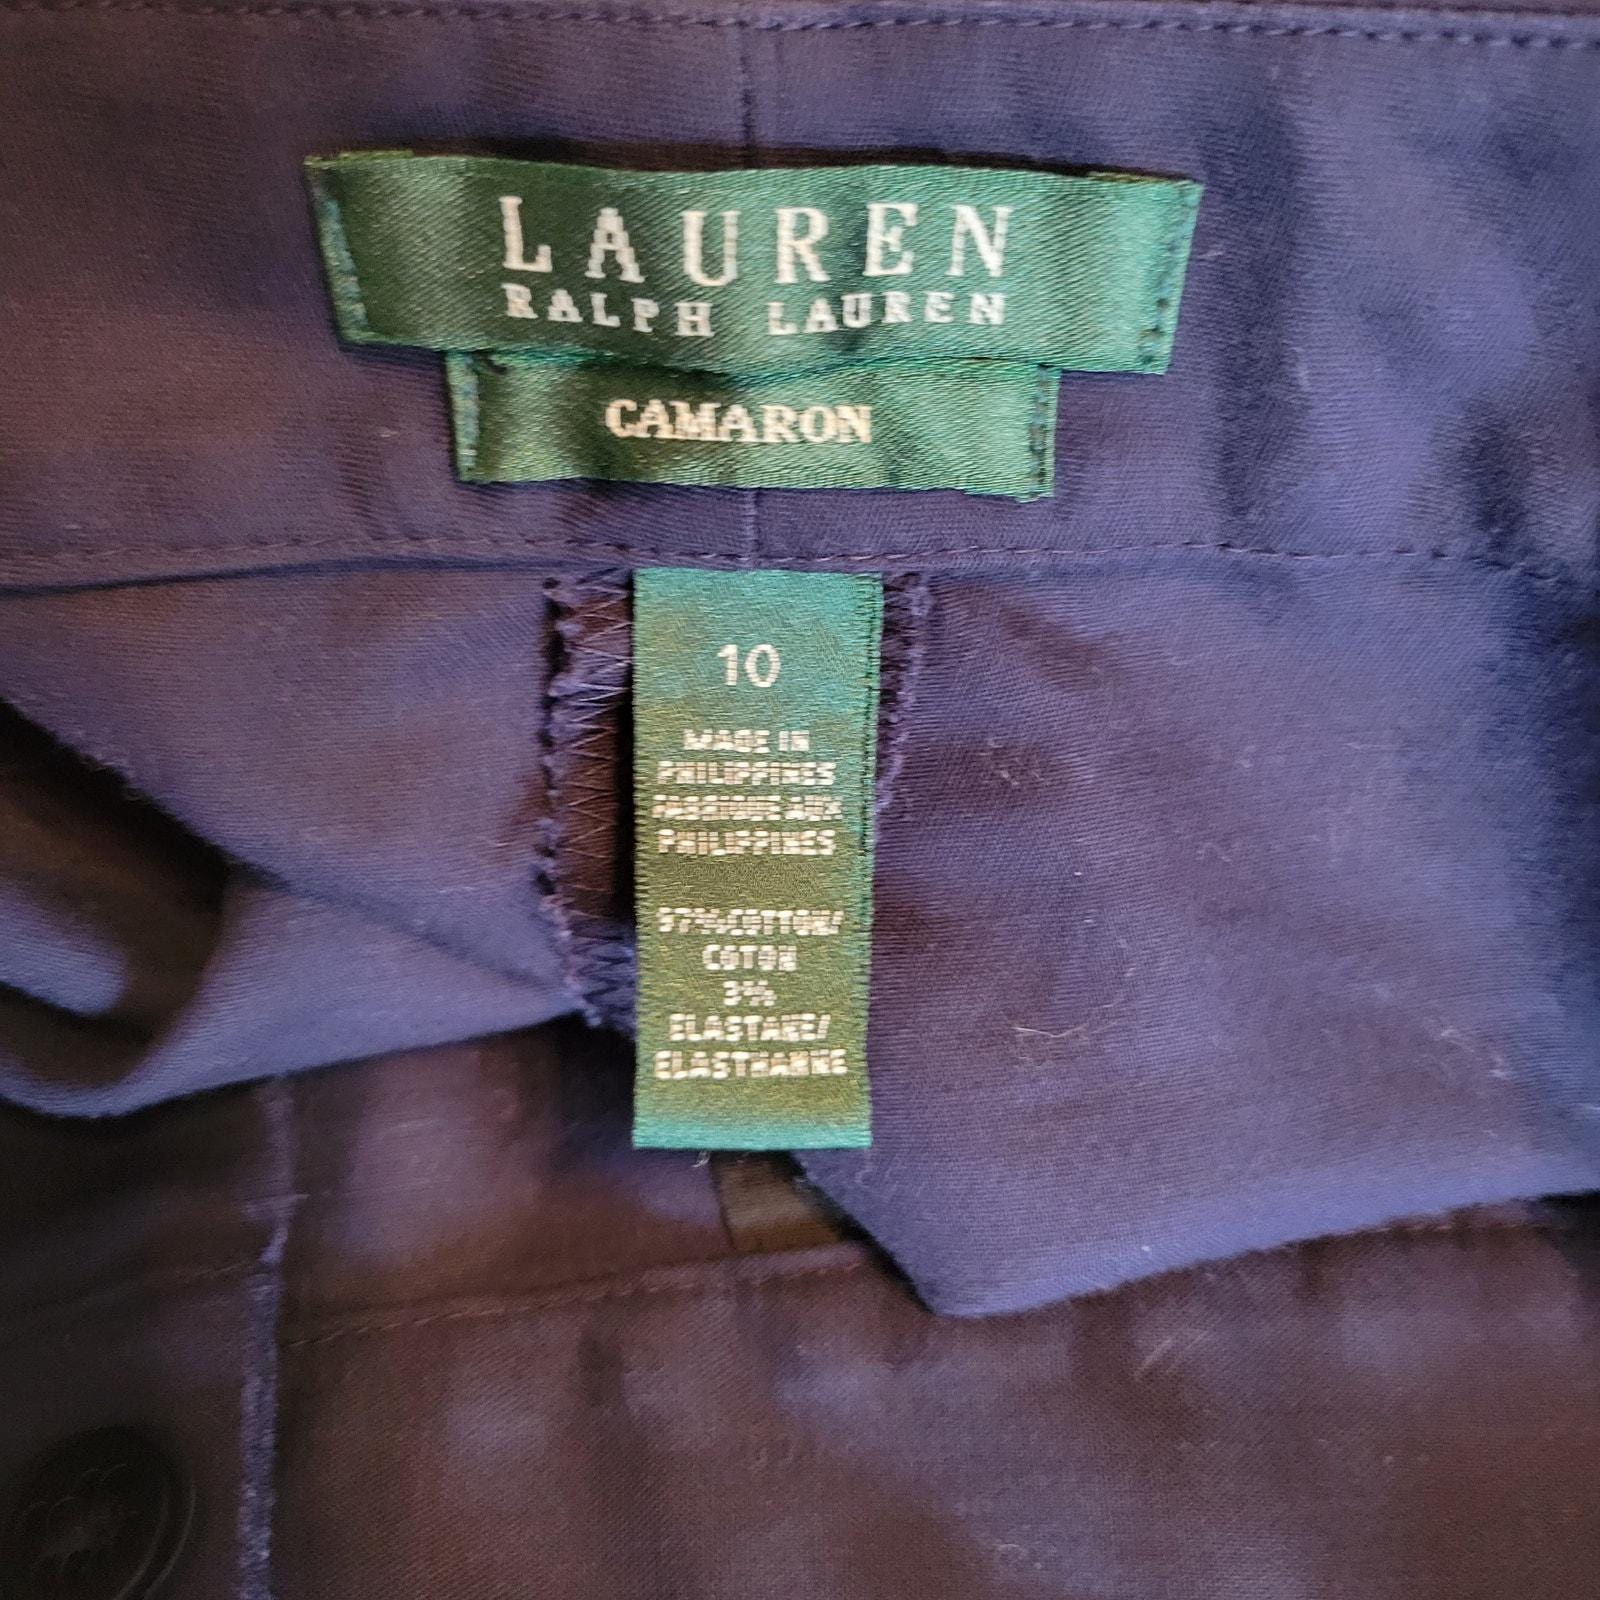 LAUREN
RALPH LAUREN
CAMARON
10
MADE IN
PHILIPPINES
FABRIQUE AUX
PHILIPPINES
97% COTTON/
COTON
3%
ELASTANE/
ELASTHANNE